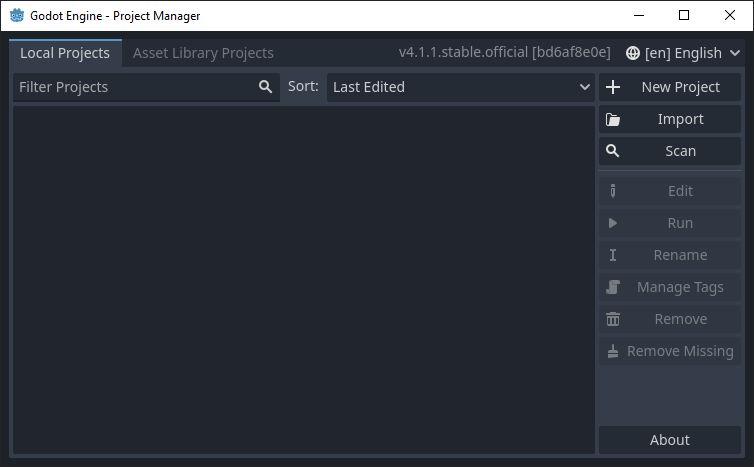 Godot Engine - Project Manager
Local Projects
Asset Library Projects
v4.1.1.stable.official [bd6af8e0e]
[en] English
Filter Projects
Sort:
Last Edited
New Project
Import
Scan
Edit
Run
Rename
Manage Tags
Remove
Remove Missing
About